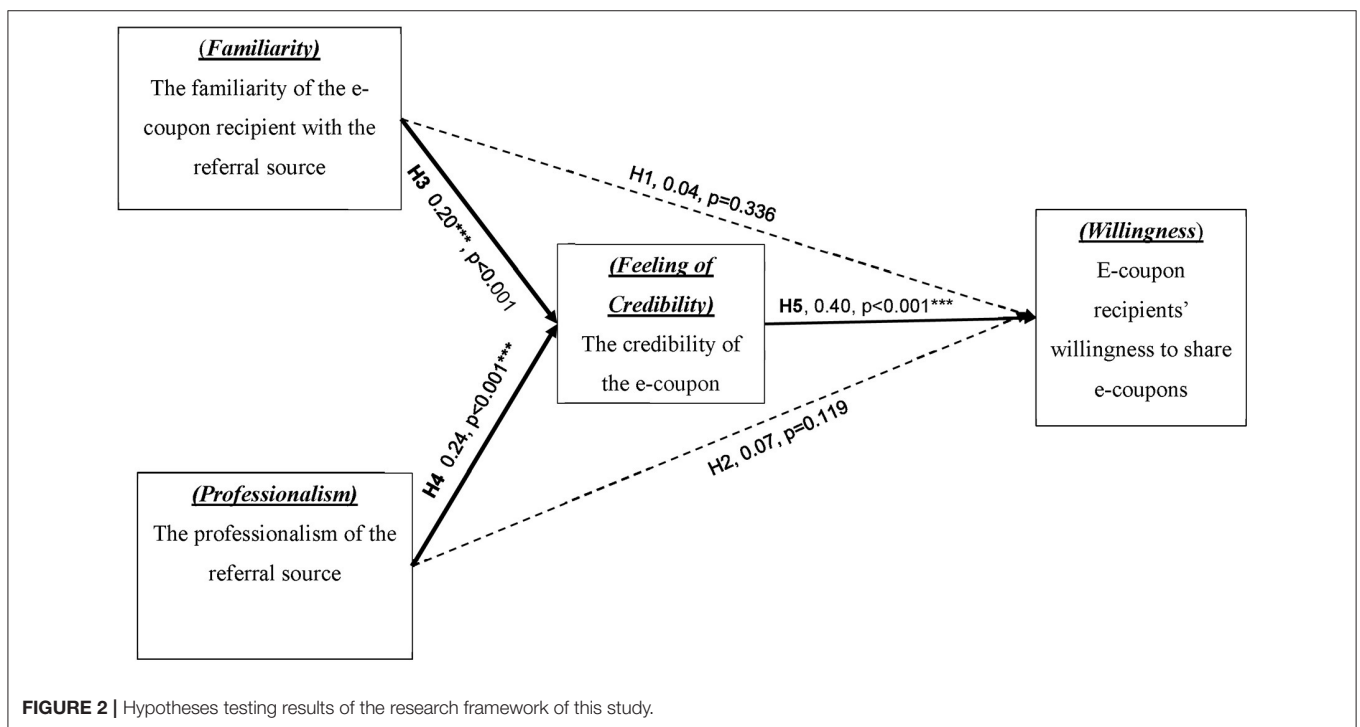 (Familiarity)
The familiarity of the e-
coupon recipient with the
referral source
H3 0.20***, p<0.001
H1, 0.04, p=0.336
(Feeling of
Credibility)
The credibility of
the e-coupon
H5, 0.40, p<0.001***
(Willingness)
E-coupon
recipients’
willingness to share
e-coupons
H4 0.24, p<0.001***
H2, 0.07, p=0.119
(Professionalism)
The professionalism of the
referral source
FIGURE 2 | Hypotheses testing results of the research framework of this study.